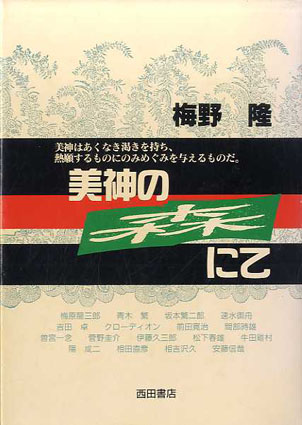 梅野 隆
美神はあくなき渇きを持ち、
熱願するものにのみめぐみを与えるものだ。
美神の
森
にて
梅原龍三郎 青木 繁 坂本繁二郎 速水御舟
吉田 卓 クローディオン 前田寛治 岡部時雄
曽宮一念 菅野圭介 伊藤久三郎 松下春雄 牛田雞村
陽 咸二 相田直彦 相吉沢久 安藤信哉
西田書店